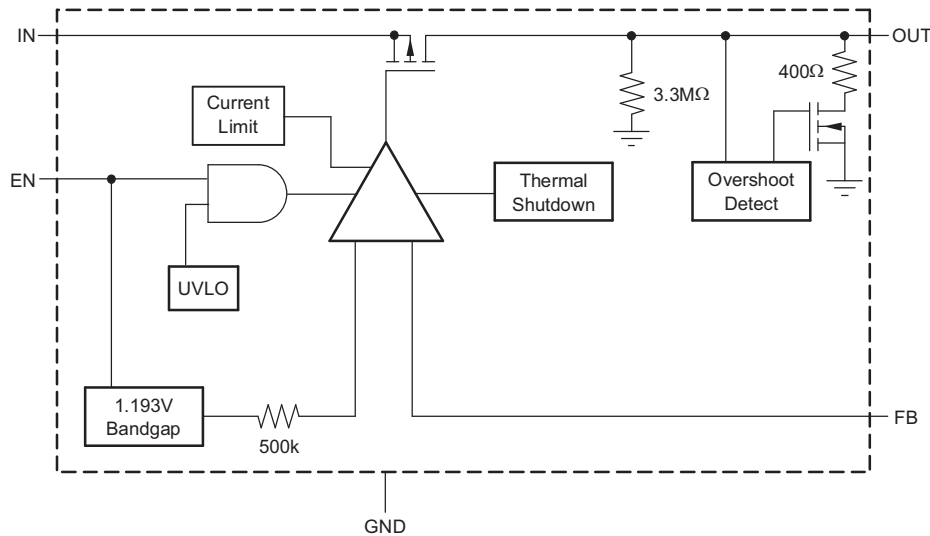 IN
OUT
400Ω
3.3MΩ
Current
Limit
EN
Thermal
Shutdown
Overshoot
Detect
UVLO
1.193V
Bandgap
500k
FB
GND